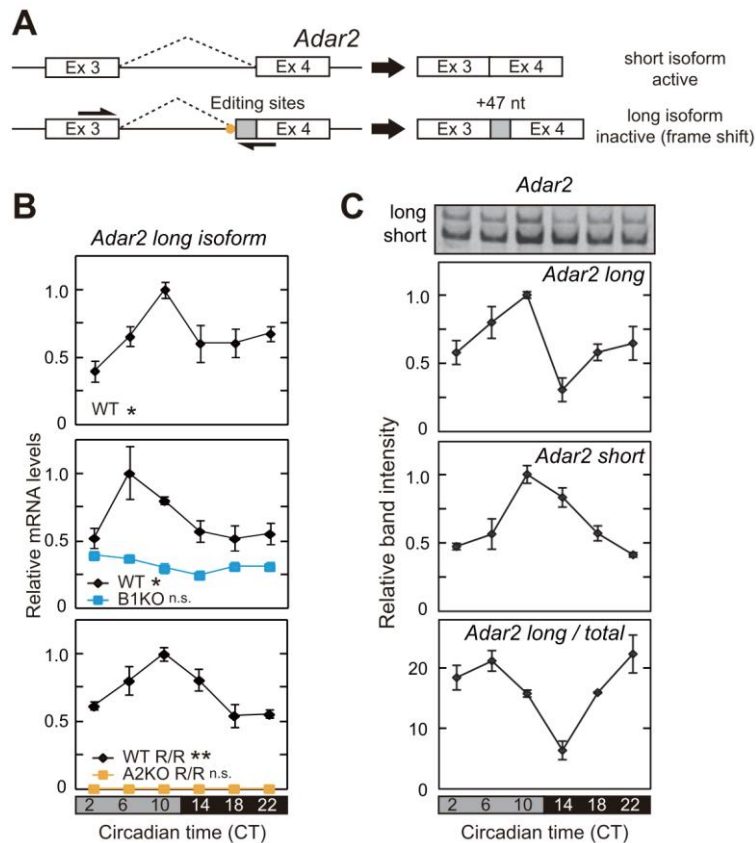 A
Adar2
Ex 3
Ex 4
Ex 3
Ex 4
short isoform
active
Editing sites
+47 nt
Ex 3
Ex 4
Ex 3
Ex 4
long isoform
inactive (frame shift)
B
Adar2 long isoform
Relative mRNA levels
1.0
0.5
0
WT *
1.0
0.5
0
WT *
B1KO n.s.
1.0
0.5
0
WT R/R **
A2KO R/R n.s.
2 6 10 14 18 22
Circadian time (CT)
C
Adar2
long
short
Relative band intensity
Adar2 long
1.0
0.5
0
Adar2 short
1.0
0.5
0
Adar2 long / total
20
10
0
2 6 10 14 18 22
Circadian time (CT)